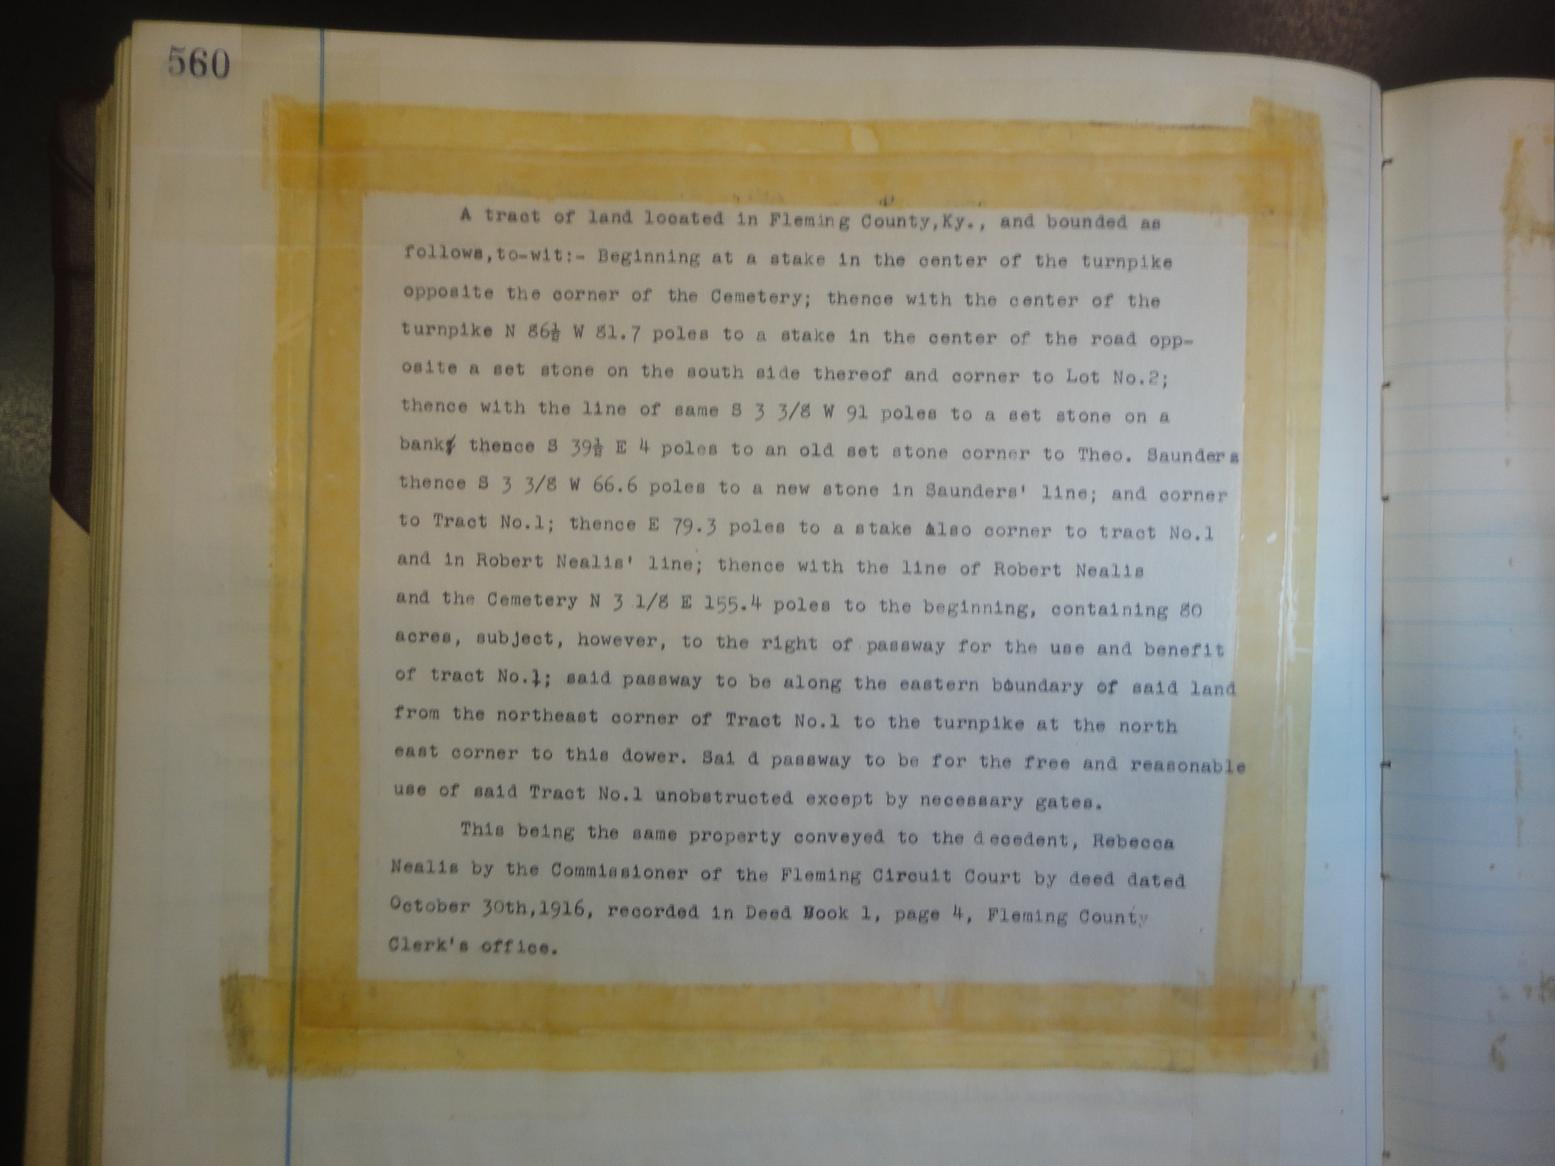 560
A tract of land located in Fleming County,Ky., and bounded as
follows,to-wit:- Beginning at a stake in the center of the turnpike
opposite the corner of the Cemetery; thence with the center of the
turnpike N 86½ W 81.7 poles to a stake in the center of the road opp-
osite a set stone on the south side thereof and corner to Lot No.2;
thence with the line of same S 3 3/8 W 91 poles to a set stone on a
bank; thence S 39½ E 4 poles to an old set stone corner to Theo. Saunders
thence S 3 3/8 W 66.6 poles to a new stone in Saunders' line; and corner
to Tract No.1; thence E 79.3 poles to a stake also corner to tract No.1
and in Robert Nealis' line; thence with the line of Robert Nealis
and the Cemetery N 3 1/8 E 155.4 poles to the beginning, containing 80
acres, subject, however, to the right of passway for the use and benefit
of tract No.1; said passway to be along the eastern boundary of said land
from the northeast corner of Tract No.1 to the turnpike at the north
east corner to this dower. Sai d passway to be for the free and reasonable
use of said Tract No.1 unobstructed except by necessary gates.
This being the same property conveyed to the decedent, Rebecca
Nealis by the Commissioner of the Fleming Circuit Court by deed dated
October 30th,1916, recorded in Deed Book 1, page 4, Fleming County
Clerk's office.